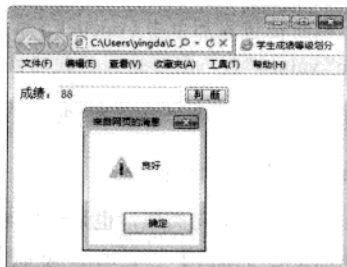 C:\Users\yingda\D
学生成绩等级划分
文件(F) 编辑(E) 查看(V) 收藏夹(A) 工具(T) 帮助(H)
成绩：88 判断
来自网页的消息
良好
确定